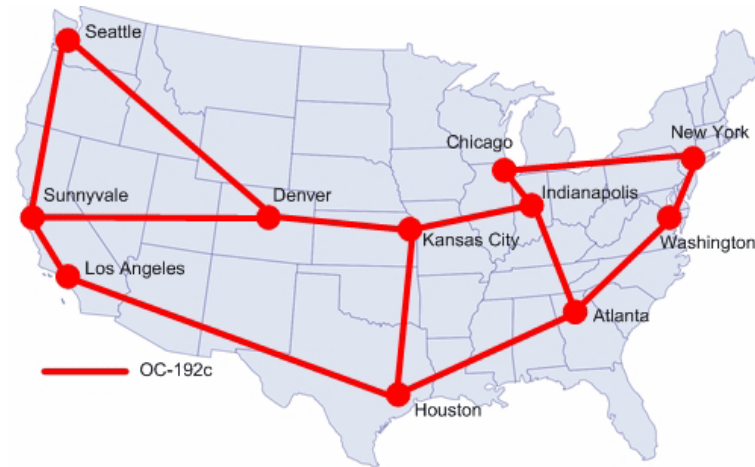 Seattle
New York
Chicago
Sunnyvale
Denver
Indianapolis
Kansas City
Washington
Los Angeles
Atlanta
OC-192c
Houston